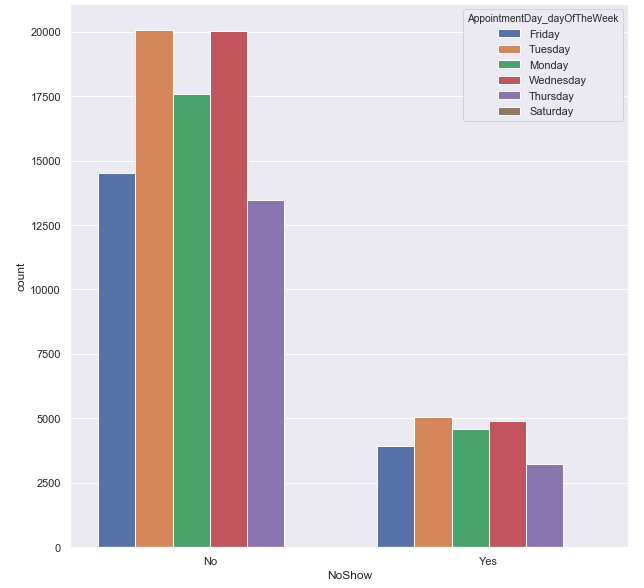 AppointmentDay_dayOfTheWeek
Friday
Tuesday
Monday
Wednesday
Thursday
Saturday
20000
17500
15000
12500
10000
7500
5000
2500
0
count
No
Yes
NoShow